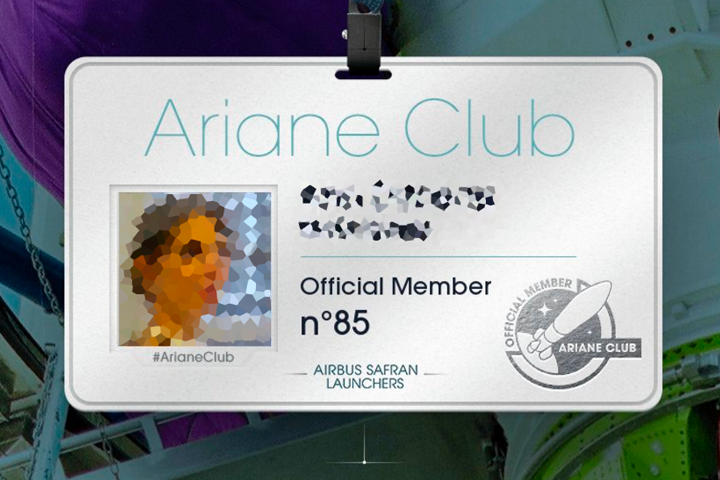 Ariane Club
Official Member
n°85
#ArianeClub
AIRBUS SAFRAN
LAUNCHERS
OFFICIAL MEMBER
ARIANE CLUB